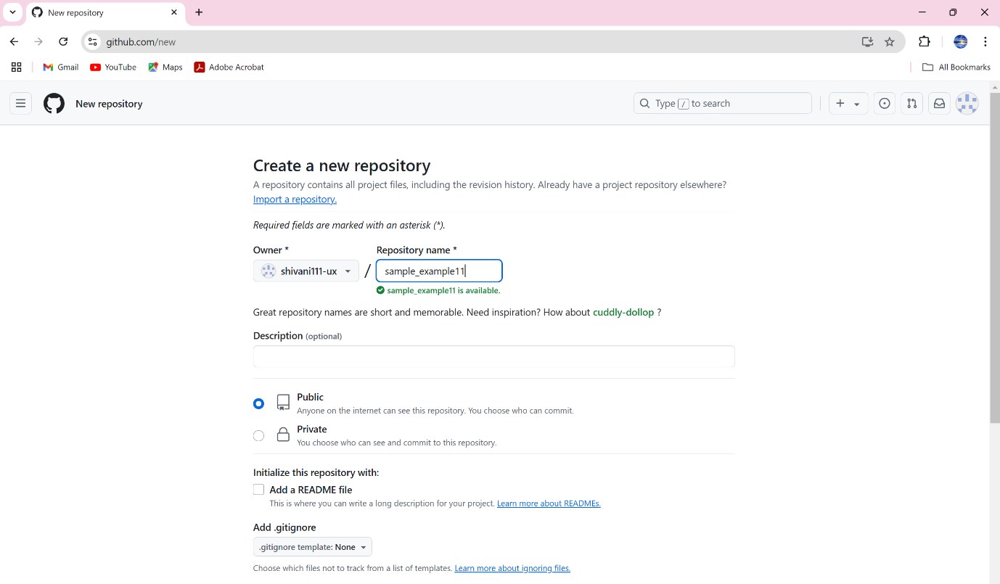 New repository
github.com/new
Gmail
YouTube
Maps
Adobe Acrobat
All Bookmarks
New repository
Type / to search
Create a new repository
A repository contains all project files, including the revision history. Already have a project repository elsewhere?
Import a repository.
Required fields are marked with an asterisk (*).
Owner *
Repository name *
shivani111-ux
/
sample_example11
sample_example11 is available.
Great repository names are short and memorable. Need inspiration? How about cuddly-dollop ?
Description (optional)
Public
Anyone on the internet can see this repository. You choose who can commit.
Private
You choose who can see and commit to this repository.
Initialize this repository with:
Add a README file
This is where you can write a long description for your project. Learn more about READMEs.
Add .gitignore
.gitignore template: None
Choose which files not to track from a list of templates. Learn more about ignoring files.